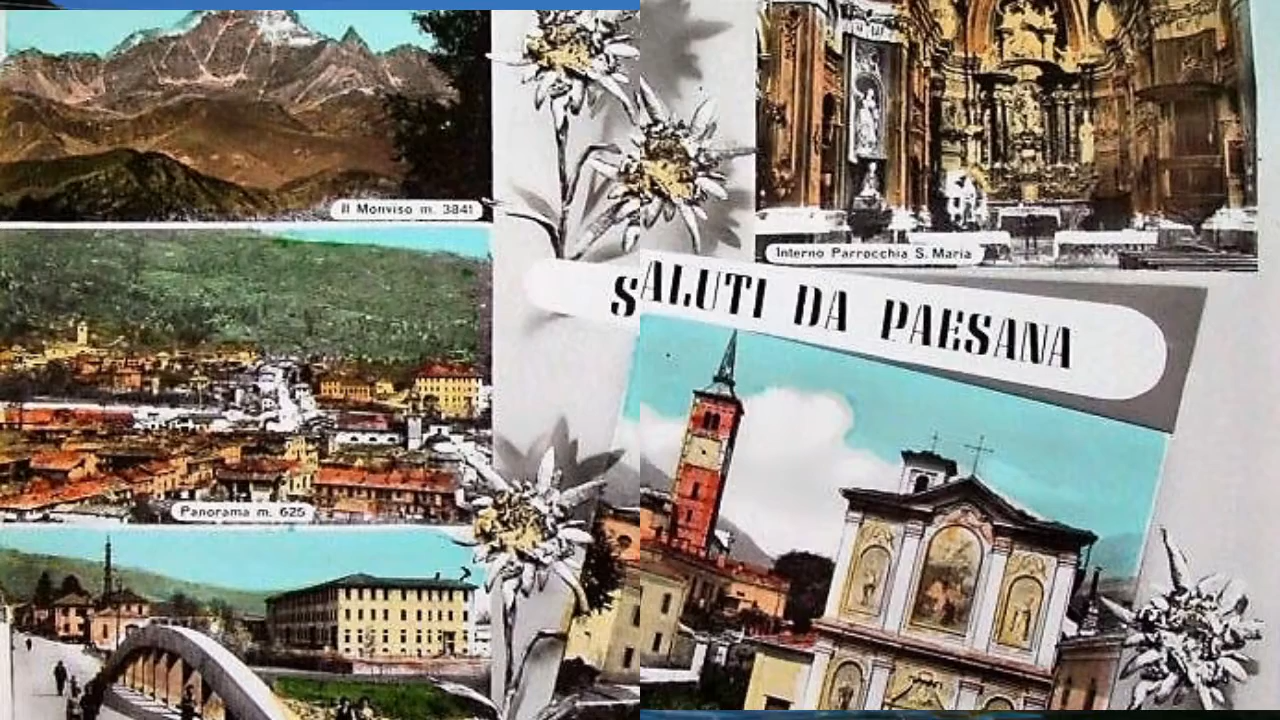 Il Monviso m. 3841
Interno Parrocchia S. Maria
SALUTI DA PAESANA
Panorama m. 625